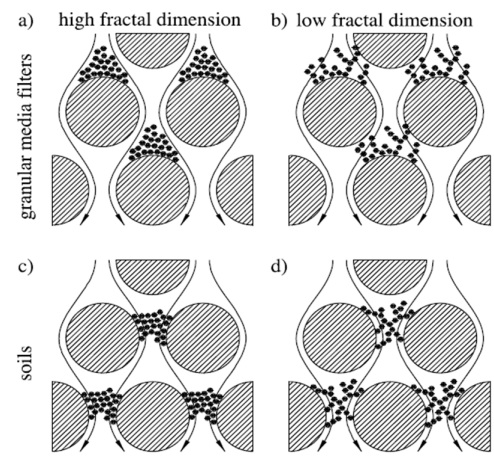 a) high fractal dimension
b) low fractal dimension
granular media filters
c)
d)
soils